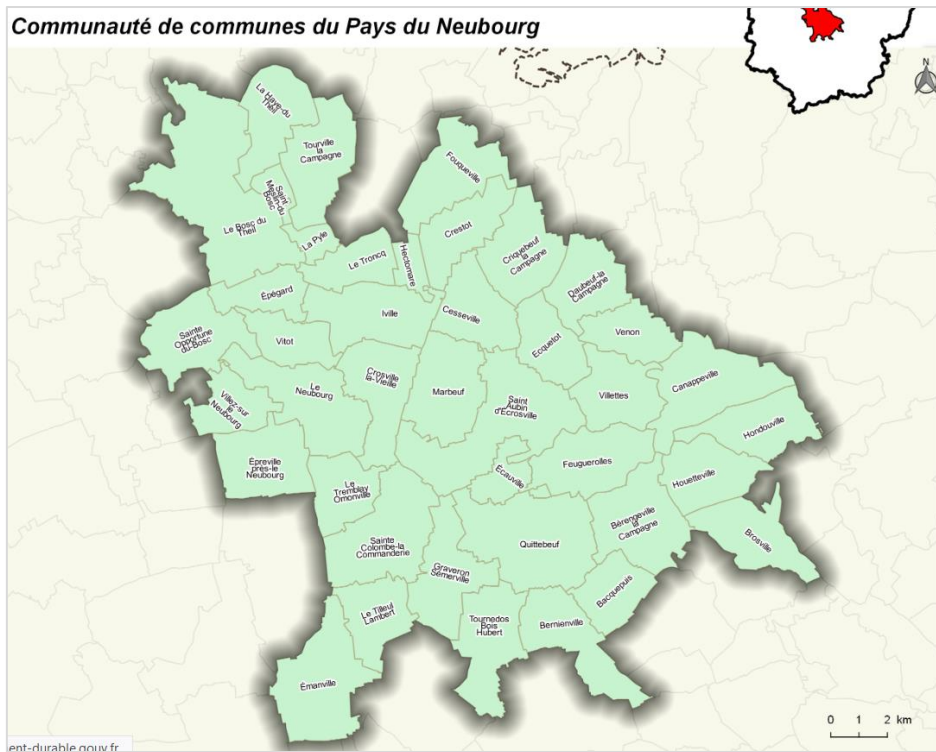 Communauté de communes du Pays du Neubourg
N
La Haye-du
Theil
Tourville
la
Campagne
Saint
Meslin-du
Bosc
Fouqueville
Le Bosc du
Theil
La Pyle
Crestot
Le Troncq
Hectomare
Criquebeuf
la
Campagne
Daubeuf-la
Campagne
Épégard
Iville
Cesseville
Sainte
Opportune
du-Bosc
Vitot
Ecquetot
Venon
Crosville
la-Vieille
Canappeville
Villez-sur
le
Neubourg
Le
Neubourg
Marbeuf
Saint
Aubin
d'Ecrosville
Villettes
Hondouville
Épreville
près-le
Neubourg
Le
Tremblay
Omonville
Écauville
Feuguerolles
Houetteville
Sainte
Colombe-la
Commanderie
Quittebeuf
Bérengeville
la
Campagne
Brosville
Graveron
Sémerville
Bacquepuis
Le Tilleul
Lambert
Tournedos
Bois
Hubert
Bernienville
Émanville
0 1 2 km
ent-durable.gouv.fr